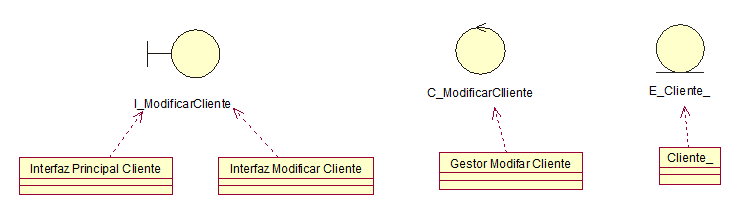 I_ModificarCliente
C_ModificarClliente
E_Cliente_
Interfaz Principal Cliente
Interfaz Modificar Cliente
Gestor Modifar Cliente
Cliente_